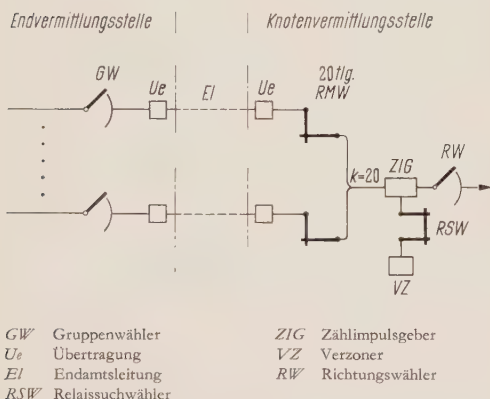 Endvermittlungsstelle
Knotenvermittlungsstelle
GW
Ue
El
Ue
20tlg.
RMW
k=20
ZIG
RW
RSW
VZ
GW Gruppenwähler
Ue Übertragung
El Endamtsleitung
RSW Relaissuchwähler
ZIG Zählimpulsgeber
VZ Verzoner
RW Richtungswähler